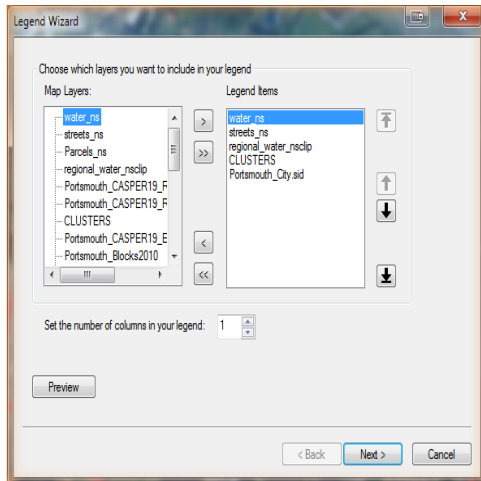 Legend Wizard
Choose which layers you want to include in your legend
Map Layers:
water_ns
streets_ns
Parcels_ns
regional_water_nsclip
Portsmouth_CASPER19_R
Portsmouth_CASPER19_F
CLUSTERS
Portsmouth_CASPER19_E
Portsmouth_Blocks2010
>
>>
<
<<
Legend Items
water_ns
streets_ns
regional_water_nsclip
CLUSTERS
Portsmouth_City.sid
Set the number of columns in your legend: 1
Preview
< Back Next > Cancel